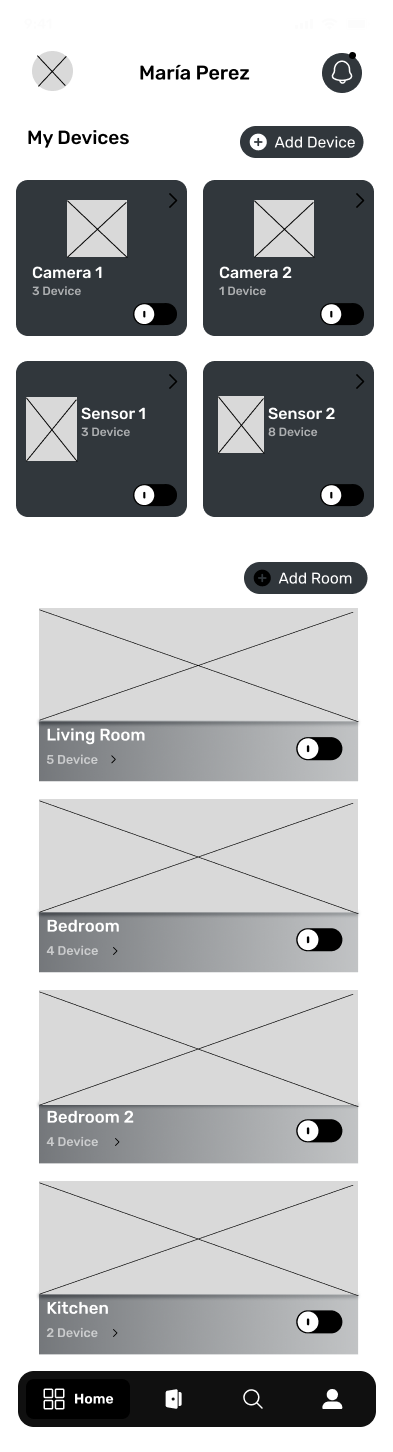 María Perez
My Devices
Add Device
Camera 1
3 Device
Camera 2
1 Device
Sensor 1
3 Device
Sensor 2
8 Device
Add Room
Living Room
5 Device
Bedroom
4 Device
Bedroom 2
4 Device
Kitchen
2 Device
Home